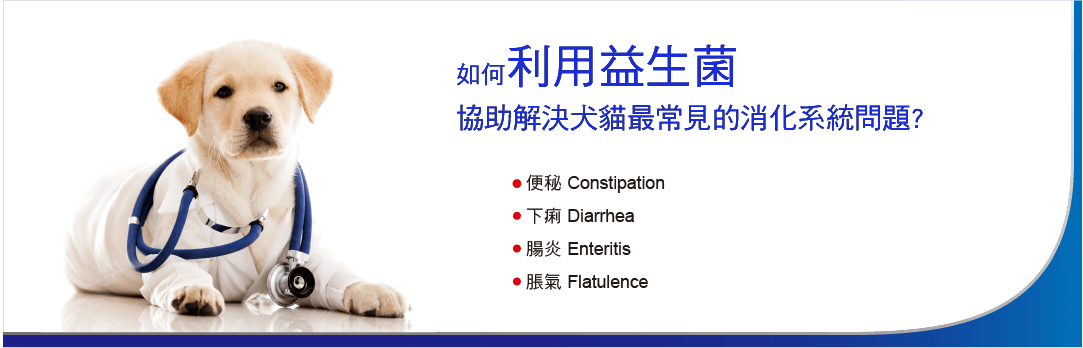 如何利用益生菌
協助解決犬貓最常見的消化系統問題?
• 便秘 Constipation
• 下痢 Diarrhea
• 腸炎 Enteritis
• 脹氣 Flatulence